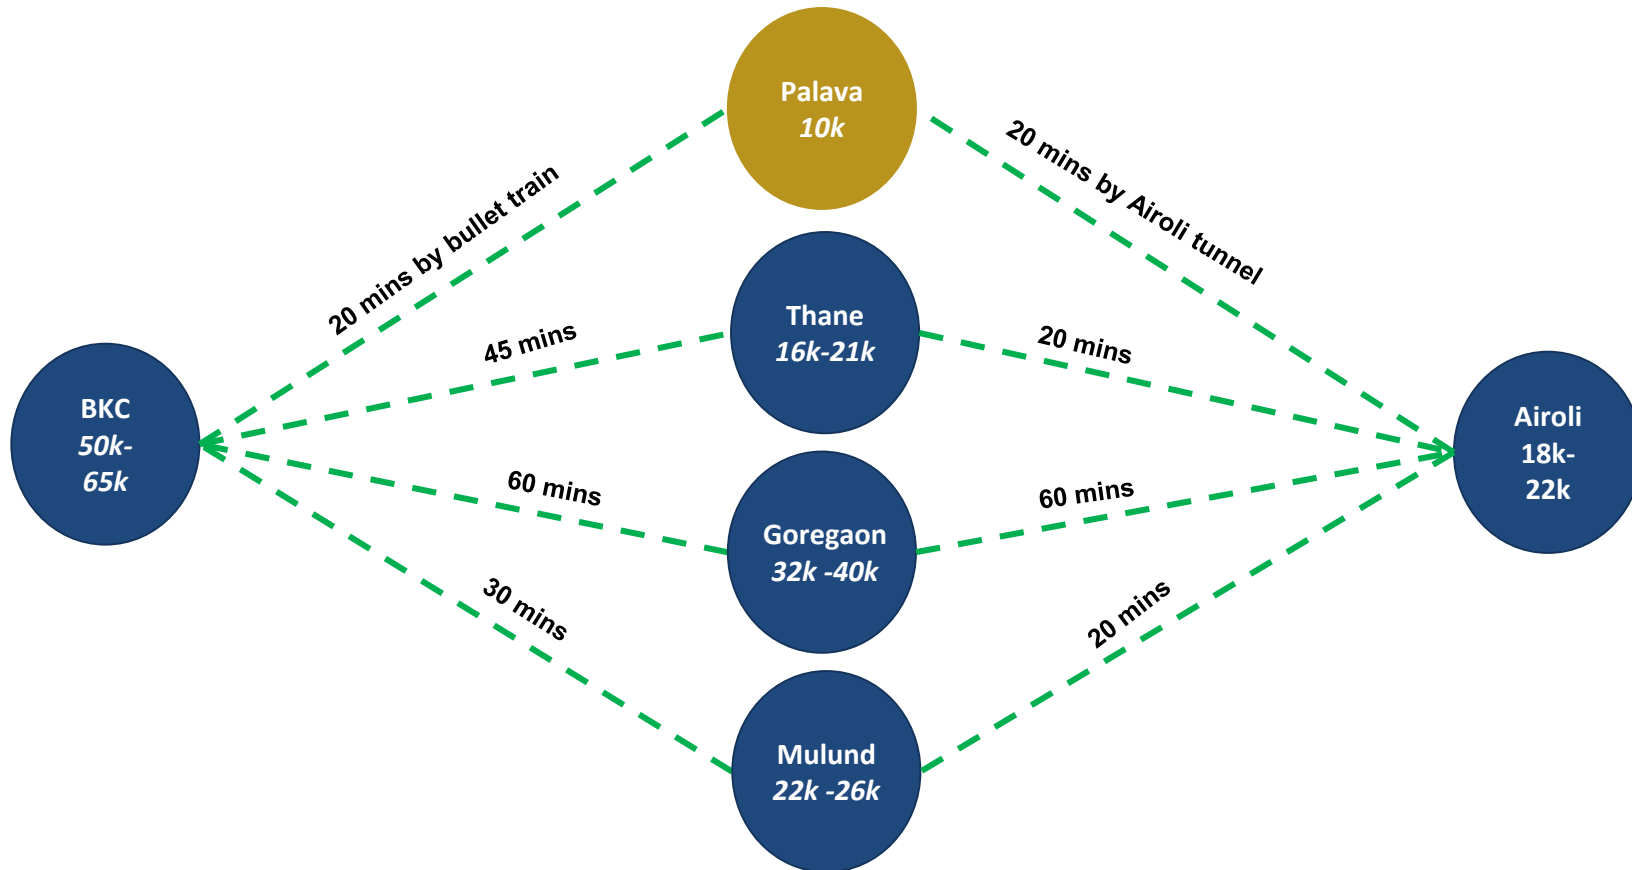 Palava
10k
20 mins by bullet train
20 mins by Airoli tunnel
Thane
16k-21k
45 mins
20 mins
BKC
50k-
65k
Airoli
18k-
22k
60 mins
60 mins
Goregaon
32k -40k
30 mins
20 mins
Mulund
22k -26k